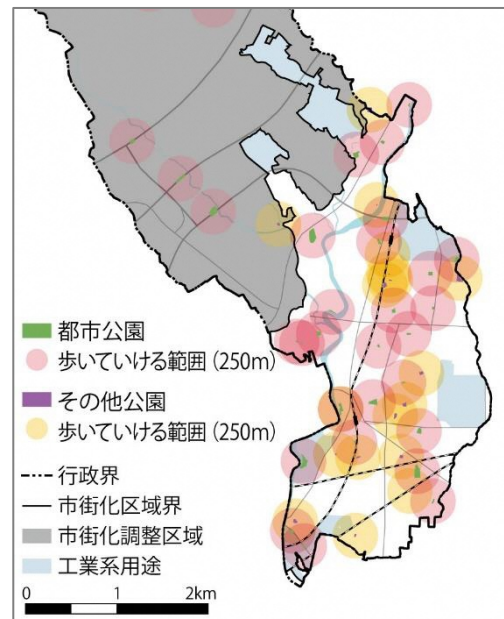 都市公園
歩いていける範囲(250m)
その他公園
歩いていける範囲(250m)
行政界
市街化区域界
市街化調整区域
工業系用途
0 1 2km